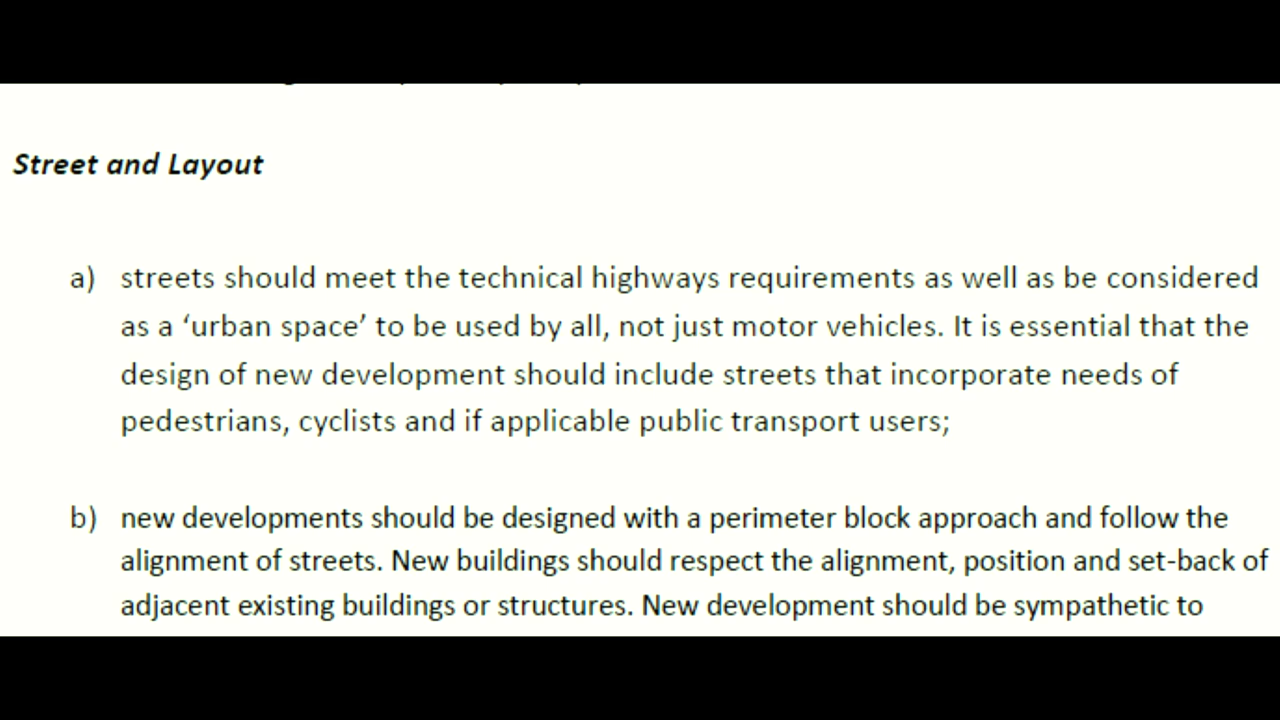 Street and Layout
a) streets should meet the technical highways requirements as well as be considered
as a ‘urban space’ to be used by all, not just motor vehicles. It is essential that the
design of new development should include streets that incorporate needs of
pedestrians, cyclists and if applicable public transport users;
b) new developments should be designed with a perimeter block approach and follow the
alignment of streets. New buildings should respect the alignment, position and set-back of
adjacent existing buildings or structures. New development should be sympathetic to